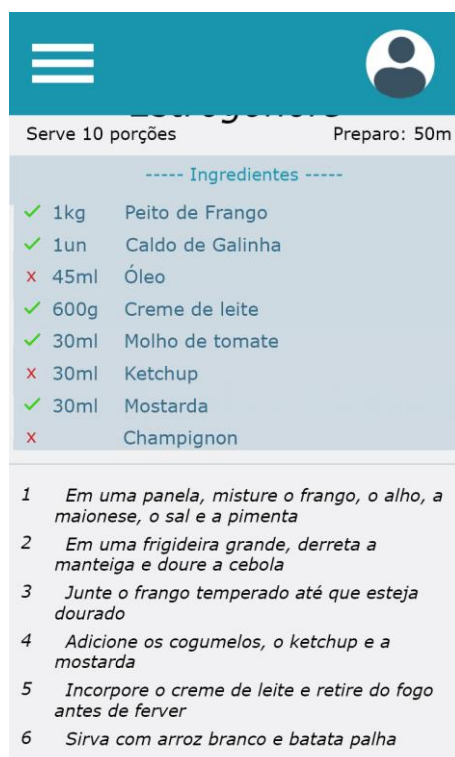 Serve 10 porções Preparo: 50m
----- Ingredientes -----
✓ 1kg Peito de Frango
✓ 1un Caldo de Galinha
x 45ml Óleo
✓ 600g Creme de leite
✓ 30ml Molho de tomate
x 30ml Ketchup
✓ 30ml Mostarda
x Champignon
1 Em uma panela, misture o frango, o alho, a
maionese, o sal e a pimenta
2 Em uma frigideira grande, derreta a
manteiga e doure a cebola
3 Junte o frango temperado até que esteja
dourado
4 Adicione os cogumelos, o ketchup e a
mostarda
5 Incorpore o creme de leite e retire do fogo
antes de ferver
6 Sirva com arroz branco e batata palha